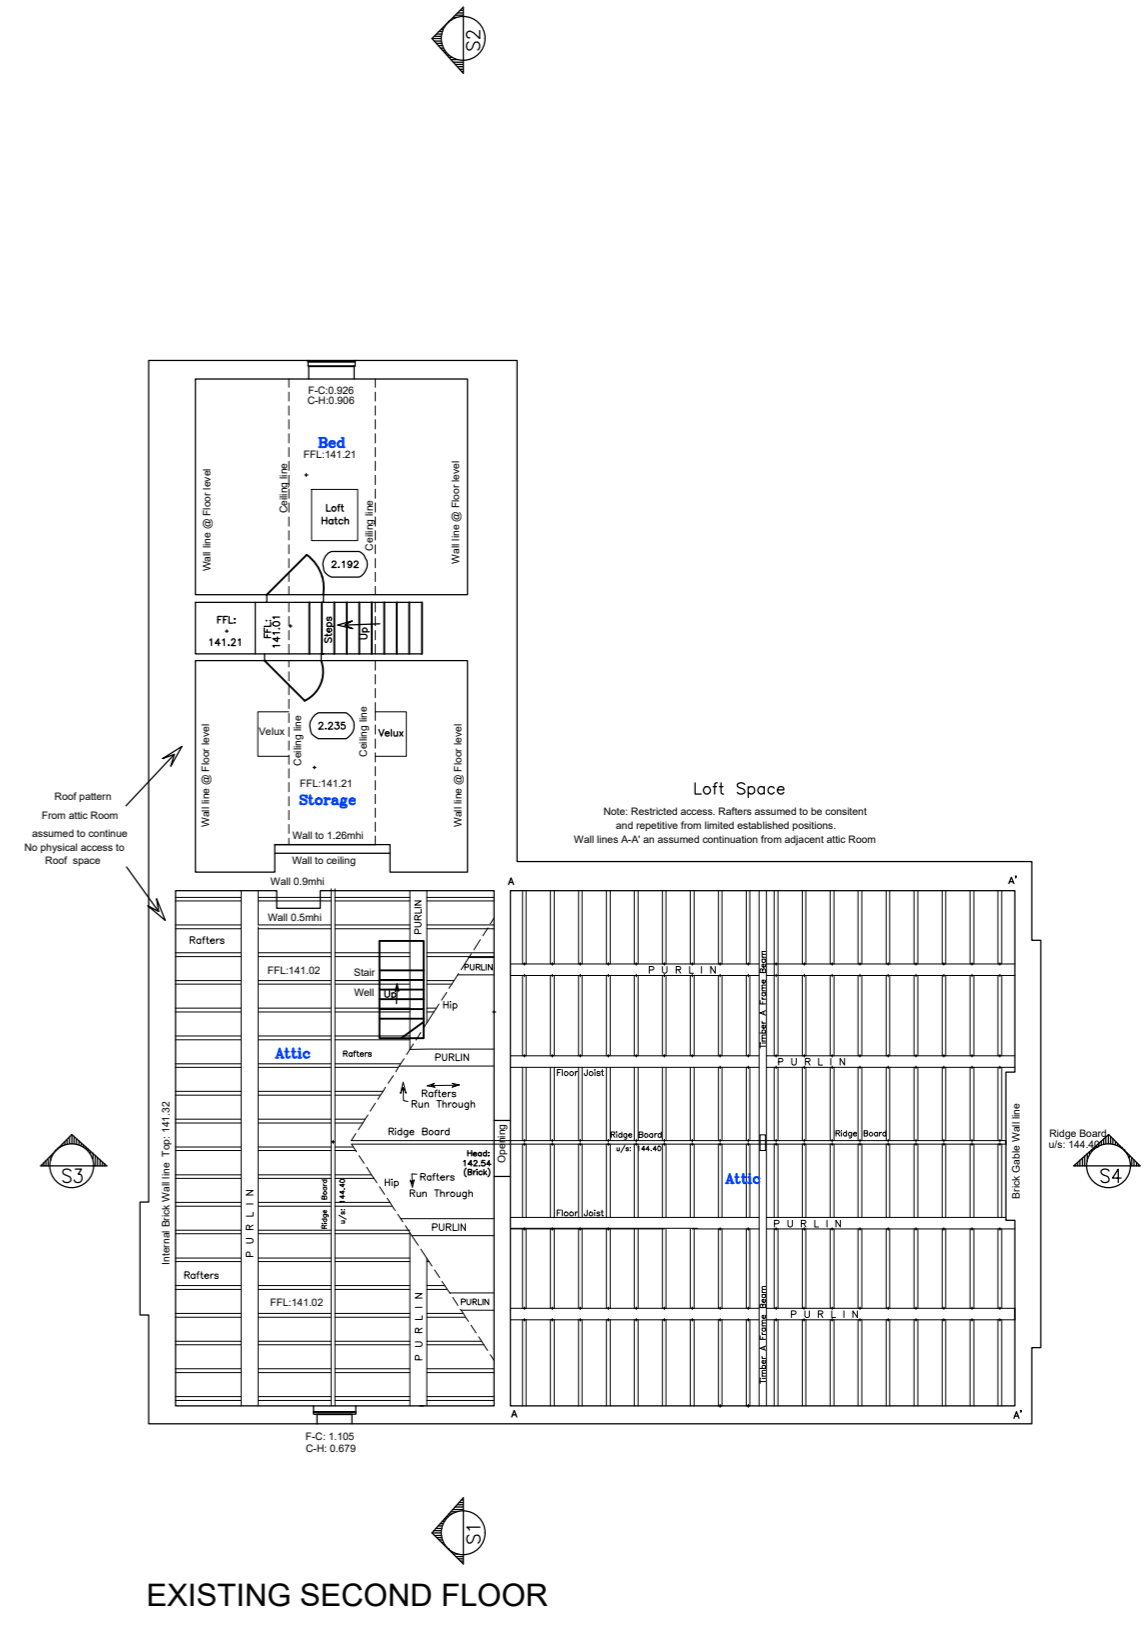 S2
F-C:0.926
C-H:0.906
Bed
FFL:141.21
Ceiling line
Ceiling line
Wall line @ Floor level
Wall line @ Floor level
Loft
Hatch
2.192
FFL:
141.21
FFL:
141.01
Steps
Up
Velux
Ceiling line
2.235
Ceiling line
Velux
Wall line @ Floor level
Wall line @ Floor level
FFL:141.21
Storage
Wall to 1.26mhi
Wall to ceiling
Roof pattern
From attic Room
assumed to continue
No physical access to
Roof space
Loft Space
Note: Restricted access. Rafters assumed to be consitent
and repetitive from limited established positions.
Wall lines A-A' an assumed continuation from adjacent attic Room
Wall 0.9mhi
Wall 0.5mhi
A
A'
PURLIN
Rafters
FFL:141.02
Stair
Well
Up
PURLIN
Hip
PURLIN
Timber A Frame Beam
Attic
Rafters
PURLIN
PURLIN
Floor Joist
Rafters
Run Through
Ridge Board
Opening
Ridge Board
u/s: 144.40
Ridge Board
Internal Brick Wall line Top: 141.32
Brick Gable Wall line
Ridge Board
u/s: 144.40
S3
S4
Head:
142.54
(Brick)
Attic
Hip
Rafters
Run Through
Ridge Board
u/s: 144.40
PURLIN
PURLIN
Floor Joist
PURLIN
Rafters
FFL:141.02
PURLIN
PURLIN
PURLIN
Timber A Frame Beam
A
A'
F-C: 1.105
C-H: 0.679
S1
EXISTING SECOND FLOOR